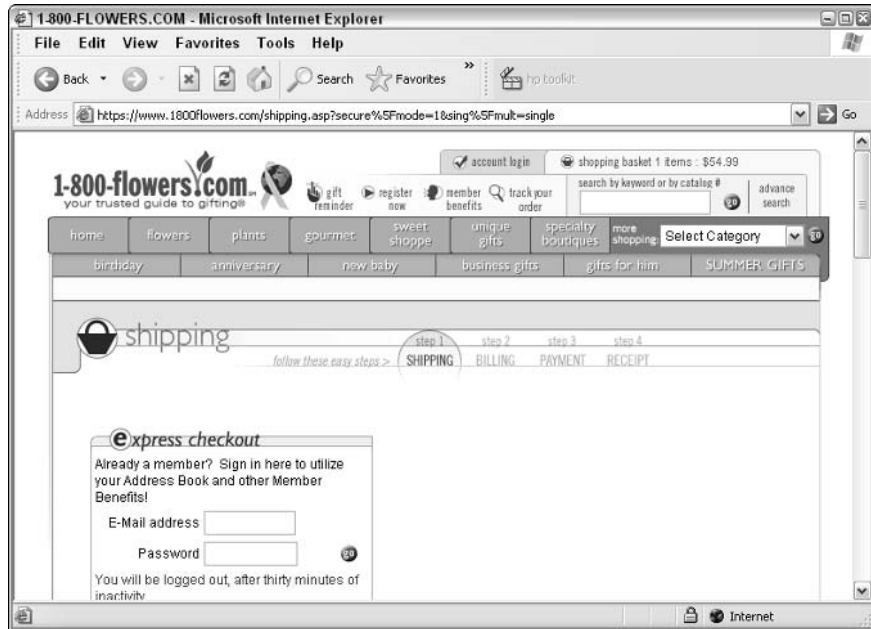 1-800-FLOWERS.COM - Microsoft Internet Explorer
File Edit View Favorites Tools Help
Back Search Favorites » hp toolkit
Address https://www.1800flowers.com/shipping.asp?secure%5Fmode=1&sing%5Fmult=single Go
account login shopping basket 1 items : $54.99
1-800-flowers.com
your trusted guide to gifting®
gift reminder
register now
member benefits
track your order
search by keyword or by catalog #
go
advance search
home flowers plants gourmet sweet shoppe unique gifts specialty boutiques more shopping: Select Category go
birthday anniversary new baby business gifts gifts for him SUMMER GIFTS
shipping
step 1 step 2 step 3 step 4
follow these easy steps > SHIPPING BILLING PAYMENT RECEIPT
express checkout
Already a member? Sign in here to utilize
your Address Book and other Member
Benefits!
E-Mail address
Password go
You will be logged out, after thirty minutes of
inactivity
Internet